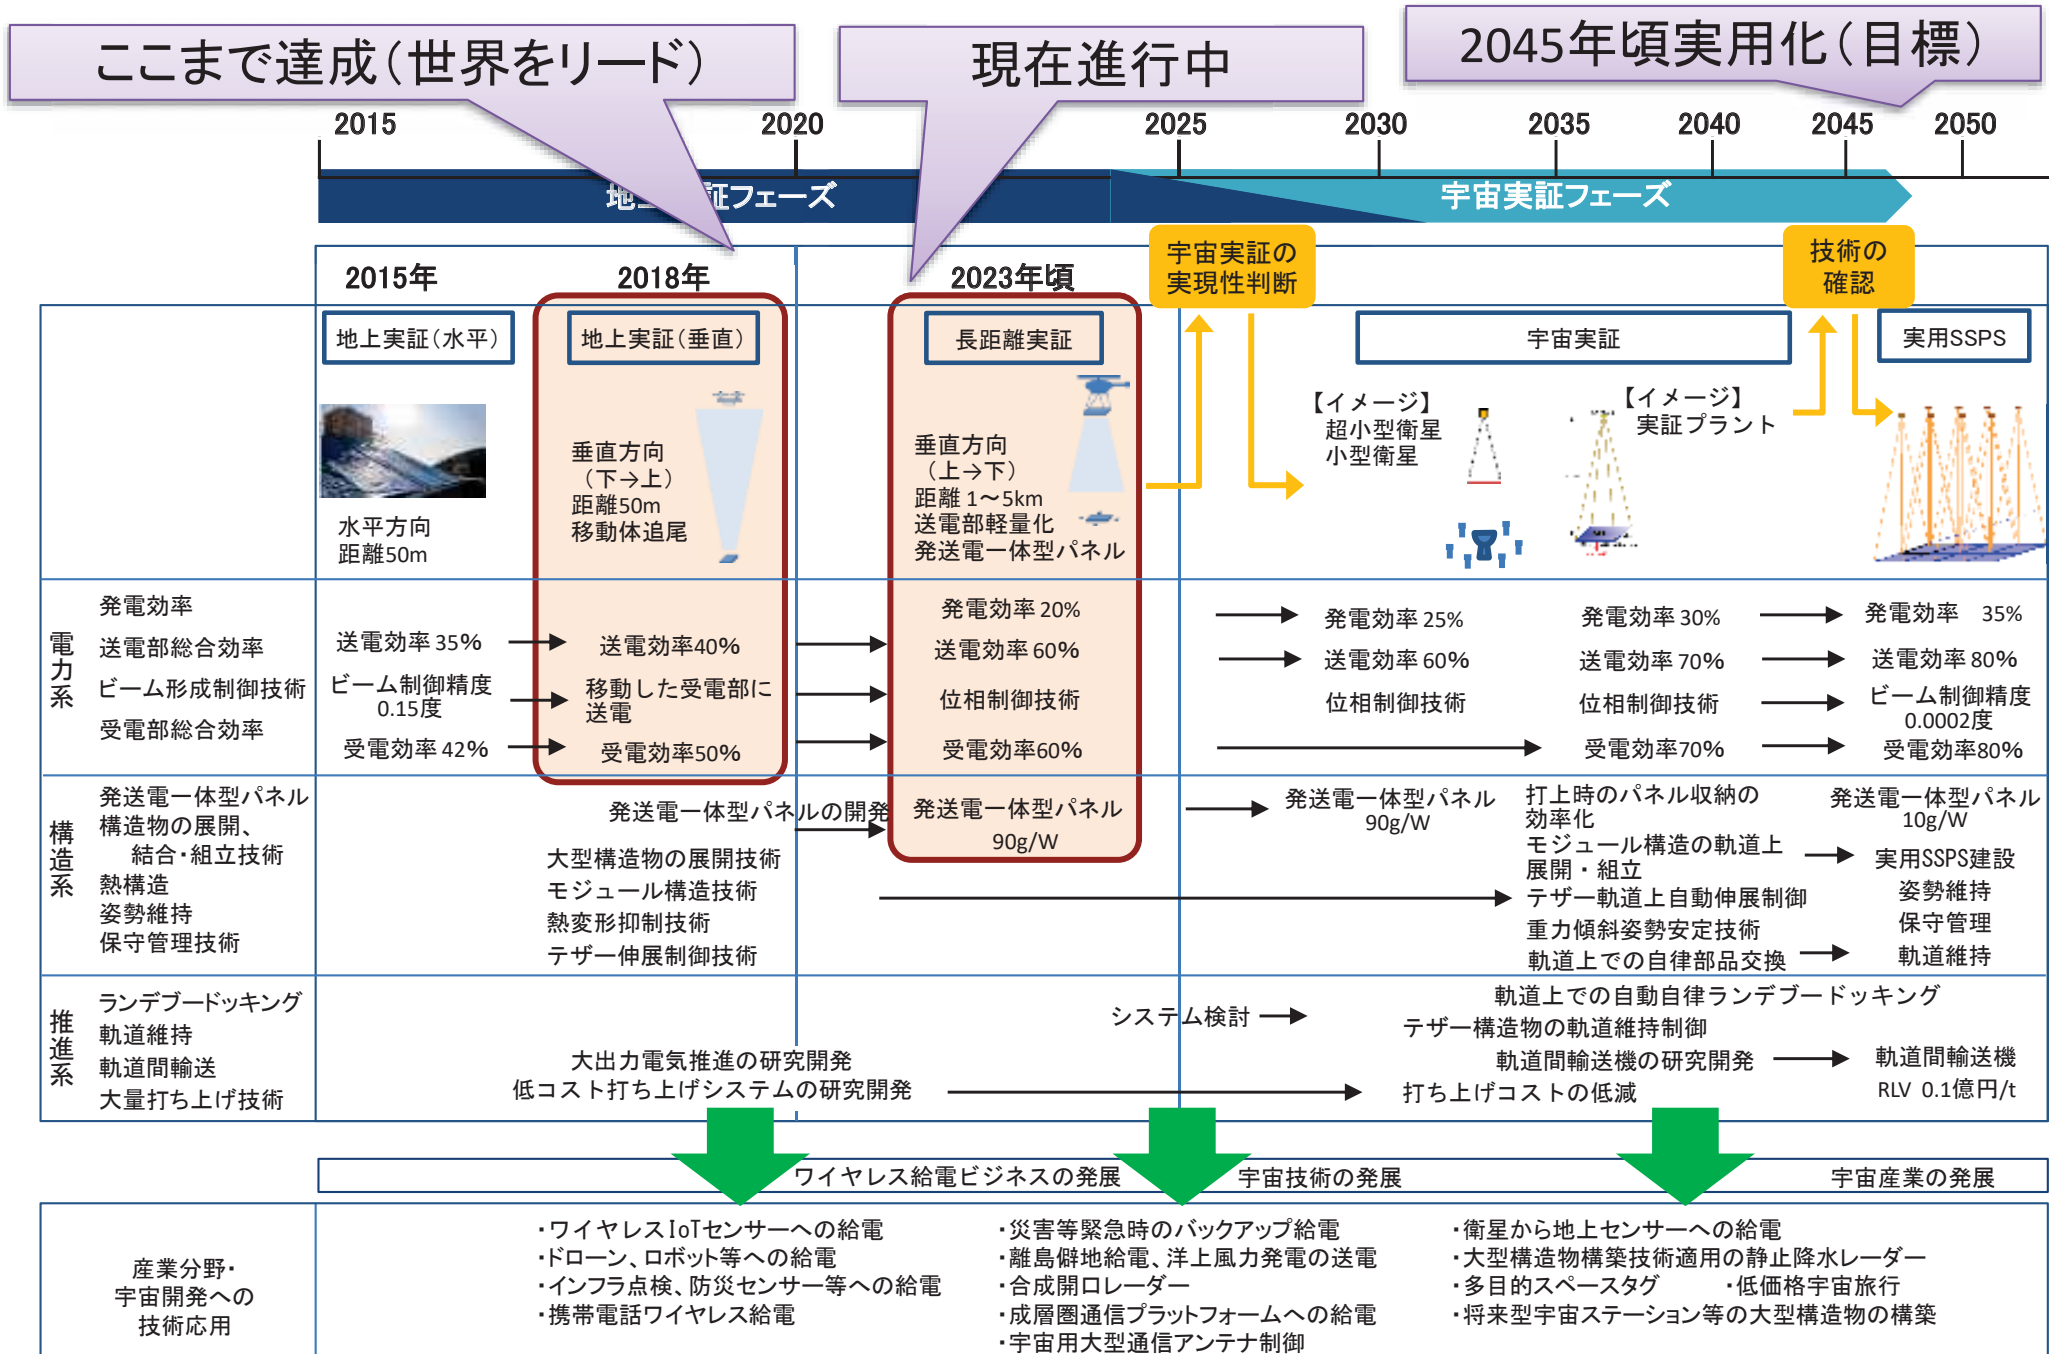 ここまで達成（世界をリード）
現在進行中
2045年頃実用化（目標）
2015
2020
2025
2030
2035
2040
2045
2050
地上 証フェーズ
宇宙実証フェーズ
2015年
2018年
2023年頃
宇宙実証の
実現性判断
技術の
確認
地上実証（水平）
地上実証（垂直）
長距離実証
宇宙実証
実用SSPS
水平方向
距離50m
垂直方向
（下→上）
距離50m
移動体追尾
垂直方向
（上→下）
距離 1～5km
送電部軽量化
発送電一体型パネル
【イメージ】
超小型衛星
小型衛星
【イメージ】
実証プラント
電力系
発電効率
送電部総合効率
ビーム形成制御技術
受電部総合効率
送電効率 35%
ビーム制御精度
0.15度
受電効率 42%
送電効率40%
移動した受電部に
送電
受電効率50%
発電効率 20%
送電効率 60%
位相制御技術
受電効率60%
発電効率 25%
送電効率 60%
位相制御技術
発電効率 30%
送電効率 70%
位相制御技術
受電効率70%
発電効率 35%
送電効率 80%
ビーム制御精度
0.0002度
受電効率80%
構造系
発送電一体型パネル
構造物の展開、
結合・組立技術
熱構造
姿勢維持
保守管理技術
発送電一体型パネルの開発
大型構造物の展開技術
モジュール構造技術
熱変形抑制技術
テザー伸展制御技術
発送電一体型パネル
90g/W
発送電一体型パネル
90g/W
打上時のパネル収納の
効率化
モジュール構造の軌道上
展開・組立
テザー軌道上自動伸展制御
重力傾斜姿勢安定技術
軌道上での自律部品交換
発送電一体型パネル
10g/W
実用SSPS建設
姿勢維持
保守管理
軌道維持
推進系
ランデブードッキング
軌道維持
軌道間輸送
大量打ち上げ技術
大出力電気推進の研究開発
低コスト打ち上げシステムの研究開発
システム検討
軌道上での自動自律ランデブードッキング
テザー構造物の軌道維持制御
軌道間輸送機の研究開発
打ち上げコストの低減
軌道間輸送機
RLV 0.1億円/t
ワイヤレス給電ビジネスの発展
宇宙技術の発展
宇宙産業の発展
産業分野・
宇宙開発への
技術応用
・ワイヤレスIoTセンサーへの給電
・ドローン、ロボット等への給電
・インフラ点検、防災センサー等への給電
・携帯電話ワイヤレス給電
・災害等緊急時のバックアップ給電
・離島僻地給電、洋上風力発電の送電
・合成開口レーダー
・成層圏通信プラットフォームへの給電
・宇宙用大型通信アンテナ制御
・衛星から地上センサーへの給電
・大型構造物構築技術適用の静止降水レーダー
・多目的スペースタグ ・低価格宇宙旅行
・将来型宇宙ステーション等の大型構造物の構築